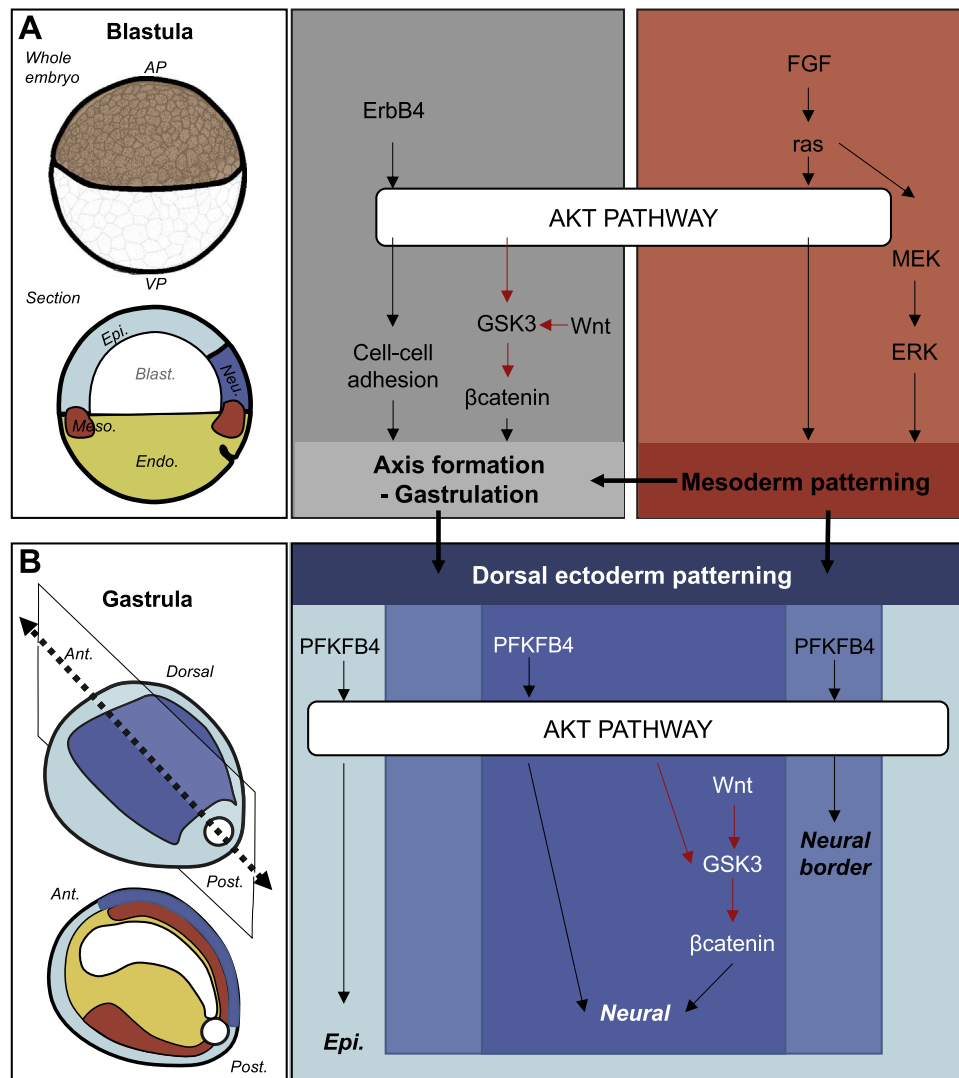 A
Blastula
Whole
embryo
AP
VP
Section
Epi.
Blast.
Neu.
Meso.
Endo.
ErbB4
FGF
ras
AKT PATHWAY
MEK
GSK3
Wnt
Cell-cell
adhesion
ERK
βcatenin
Axis formation
- Gastrulation
Mesoderm patterning
B
Gastrula
Ant.
Dorsal
Post.
Ant.
Post.
Dorsal ectoderm patterning
PFKFB4
PFKFB4
PFKFB4
AKT PATHWAY
Wnt
GSK3
Neural
border
βcatenin
Neural
Epi.